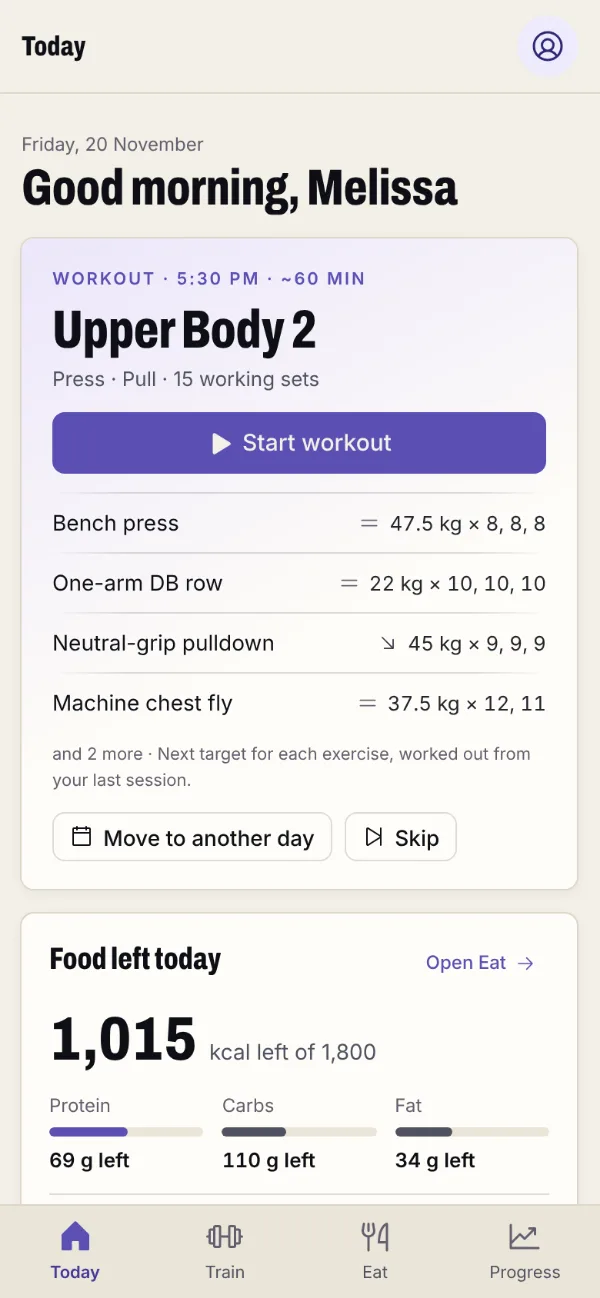 Today
Friday, 20 November
Good morning, Melissa
WORKOUT · 5:30 PM · ~60 MIN
Upper Body 2
Press · Pull · 15 working sets
Start workout
Bench press = 47.5 kg × 8, 8, 8
One-arm DB row = 22 kg × 10, 10, 10
Neutral-grip pulldown ↘ 45 kg × 9, 9, 9
Machine chest fly = 37.5 kg × 12, 11
and 2 more · Next target for each exercise, worked out from
your last session.
Move to another day Skip
Food left today Open Eat →
1,015 kcal left of 1,800
Protein Carbs Fat
69 g left 110 g left 34 g left
Today Train Eat Progress